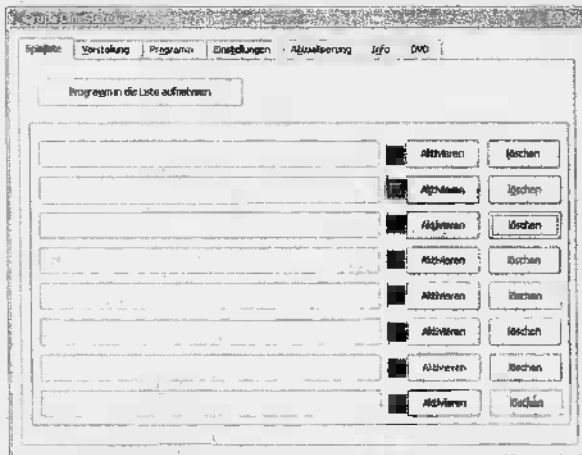 Spielliste Vorstellung Programm Einstellungen Aktualisierung Info DVD
Programm in die Liste aufnehmen
Aktivieren löschen
Aktivieren löschen
Aktivieren löschen
Aktivieren löschen
Aktivieren löschen
Aktivieren löschen
Aktivieren löschen
Aktivieren löschen